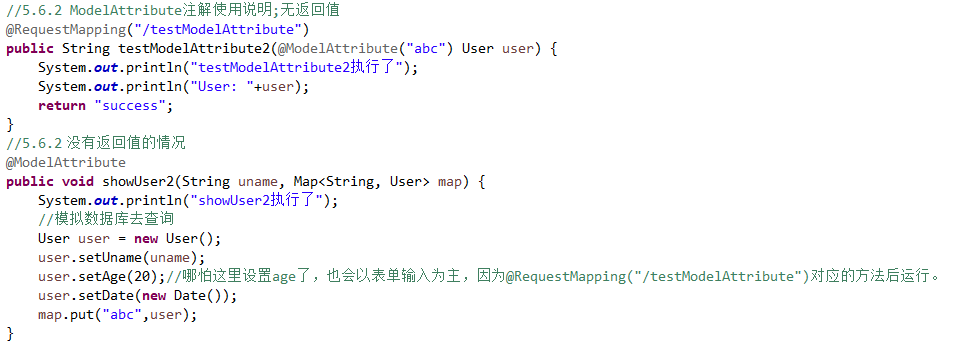 //5.6.2 ModelAttribute注解使用说明;无返回值
@RequestMapping("/testModelAttribute")
public String testModelAttribute2(@ModelAttribute("abc") User user) {
    System.out.println("testModelAttribute2执行了");
    System.out.println("User: "+user);
    return "success";
}
//5.6.2 没有返回值的情况
@ModelAttribute
public void showUser2(String uname, Map<String, User> map) {
    System.out.println("showUser2执行了");
    //模拟数据库去查询
    User user = new User();
    user.setUname(uname);
    user.setAge(20);//哪怕这里设置age了，也会以表单输入为主，因为@RequestMapping("/testModelAttribute")对应的方法后运行。
    user.setDate(new Date());
    map.put("abc",user);
}